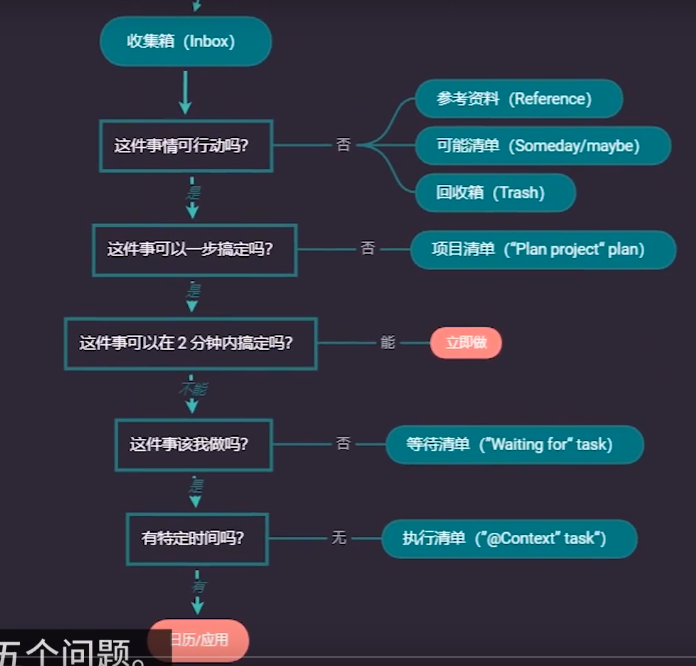 收集箱（Inbox）
这件事情可行动吗？
否
参考资料（Reference）
可能清单（Someday/maybe）
回收箱（Trash）
是
这件事可以一步搞定吗？
否
项目清单（“Plan project“ plan）
是
这件事可以在 2 分钟内搞定吗？
能
立即做
不能
这件事该我做吗？
否
等待清单（”Waiting for“ task）
是
有特定时间吗？
无
执行清单（”@Context” task“）
有
日历/应用
五个问题。